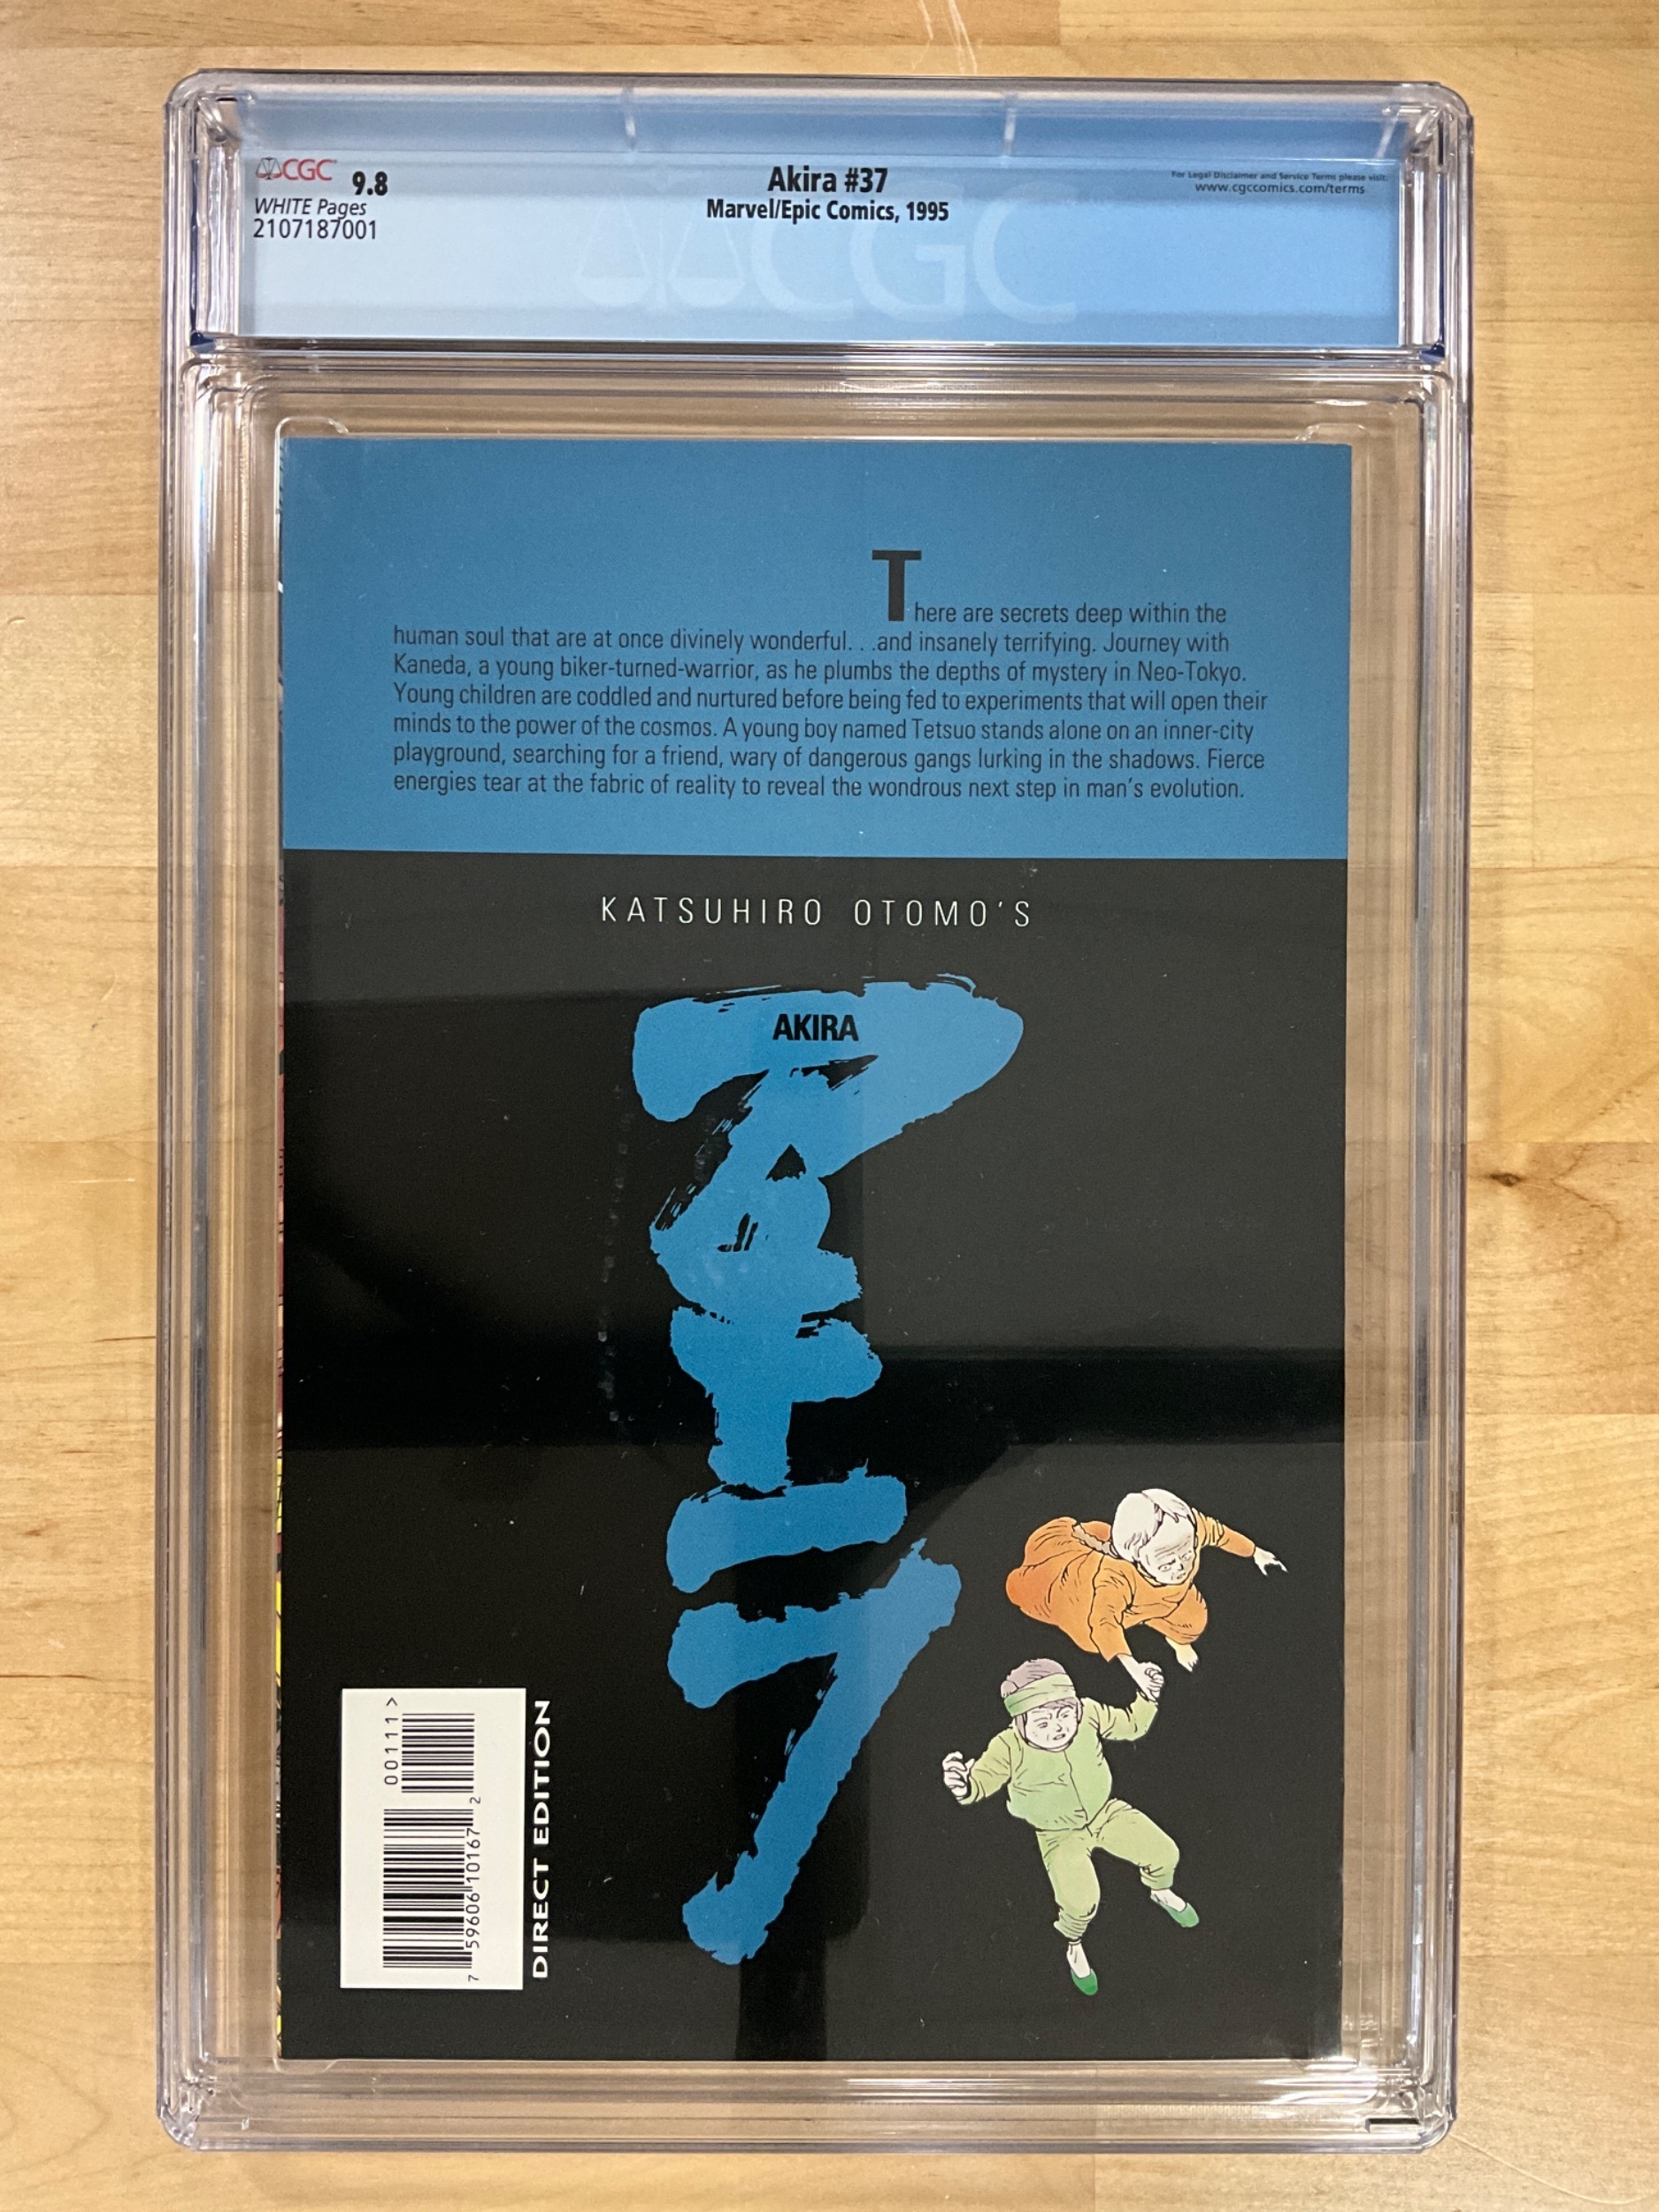 CGC 9.8
WHITE Pages
2107187001
Akira #37
Marvel/Epic Comics, 1995
For Legal Disclaimer and Service Terms please visit:
www.cgccomics.com/terms
CGC
There are secrets deep within the
human soul that are at once divinely wonderful. . .and insanely terrifying. Journey with
Kaneda, a young biker-turned-warrior, as he plumbs the depths of mystery in Neo-Tokyo.
Young children are coddled and nurtured before being fed to experiments that will open their
minds to the power of the cosmos. A young boy named Tetsuo stands alone on an inner-city
playground, searching for a friend, wary of dangerous gangs lurking in the shadows. Fierce
energies tear at the fabric of reality to reveal the wondrous next step in man's evolution.
KATSUHIRO OTOMO'S
AKIRA
アキラ
00111>
7 59606 10167 2
DIRECT EDITION